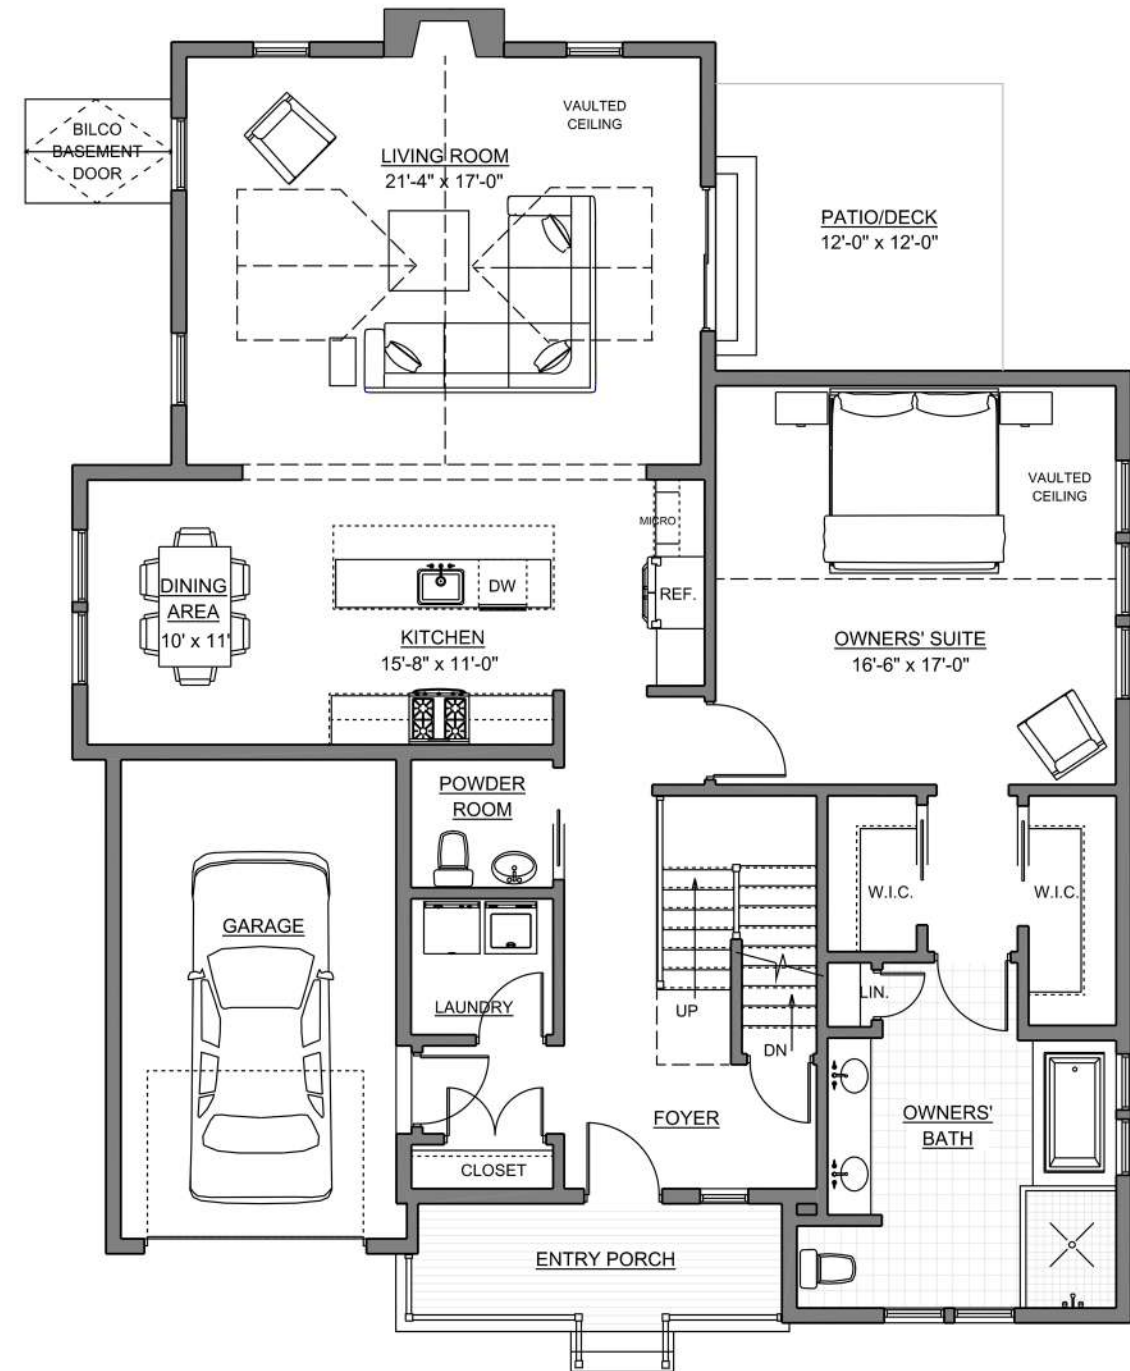 VAULTED
CEILING
BILCO
BASEMENT
DOOR
LIVING ROOM
21'-4" x 17'-0"
PATIO/DECK
12'-0" x 12'-0"
VAULTED
CEILING
MICRO
DW
REF.
DINING
AREA
10' x 11'
KITCHEN
15'-8" x 11'-0"
OWNERS' SUITE
16'-6" x 17'-0"
POWDER
ROOM
W.I.C.
W.I.C.
GARAGE
LAUNDRY
UP
LIN.
DN
FOYER
OWNERS'
BATH
CLOSET
ENTRY PORCH